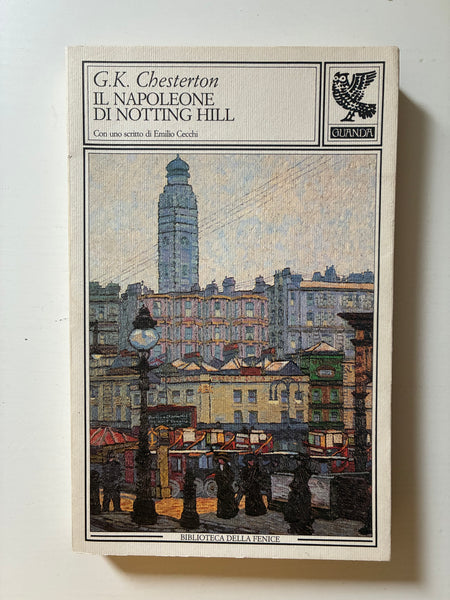 G.K. Chesterton
IL NAPOLEONE
DI NOTTING HILL
Con uno scritto di Emilio Cecchi
GUANDA
BIBLIOTECA DELLA FENICE